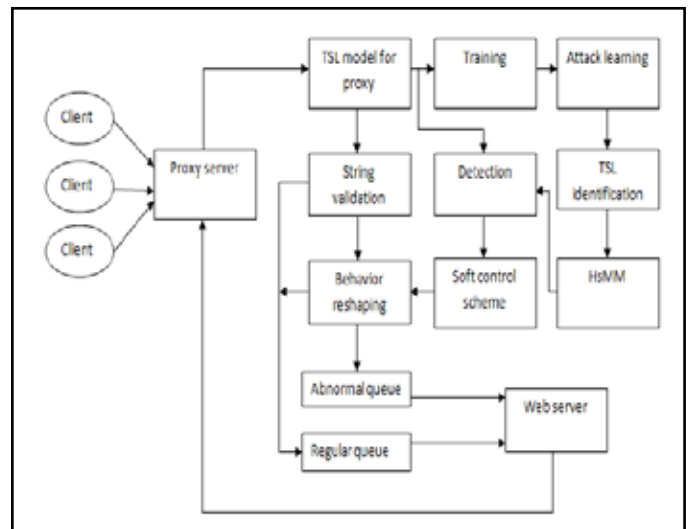 TSL model for
proxy
Training
Attack learning
Client
Client
Client
Proxy server
String
validation
Detection
TSL
identification
Behavior
reshaping
Soft control
scheme
HsMM
Abnormal queue
Web server
Regular queue